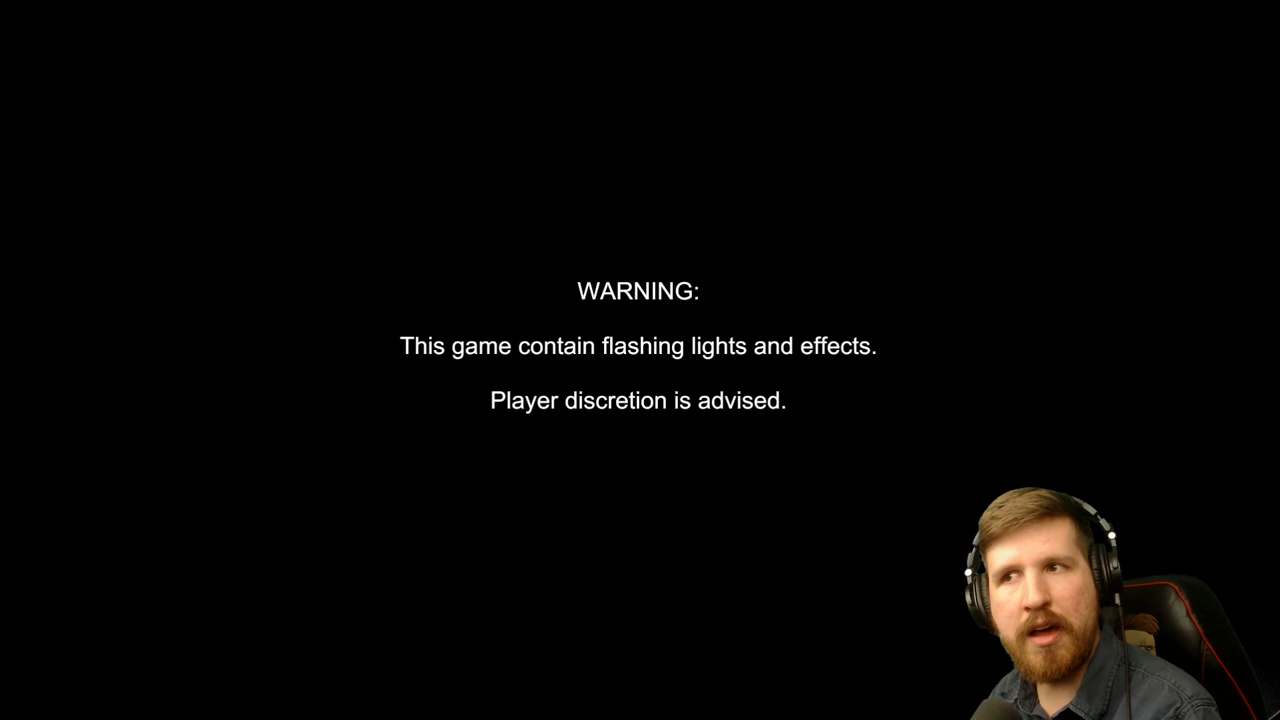 WARNING:
This game contain flashing lights and effects.
Player discretion is advised.